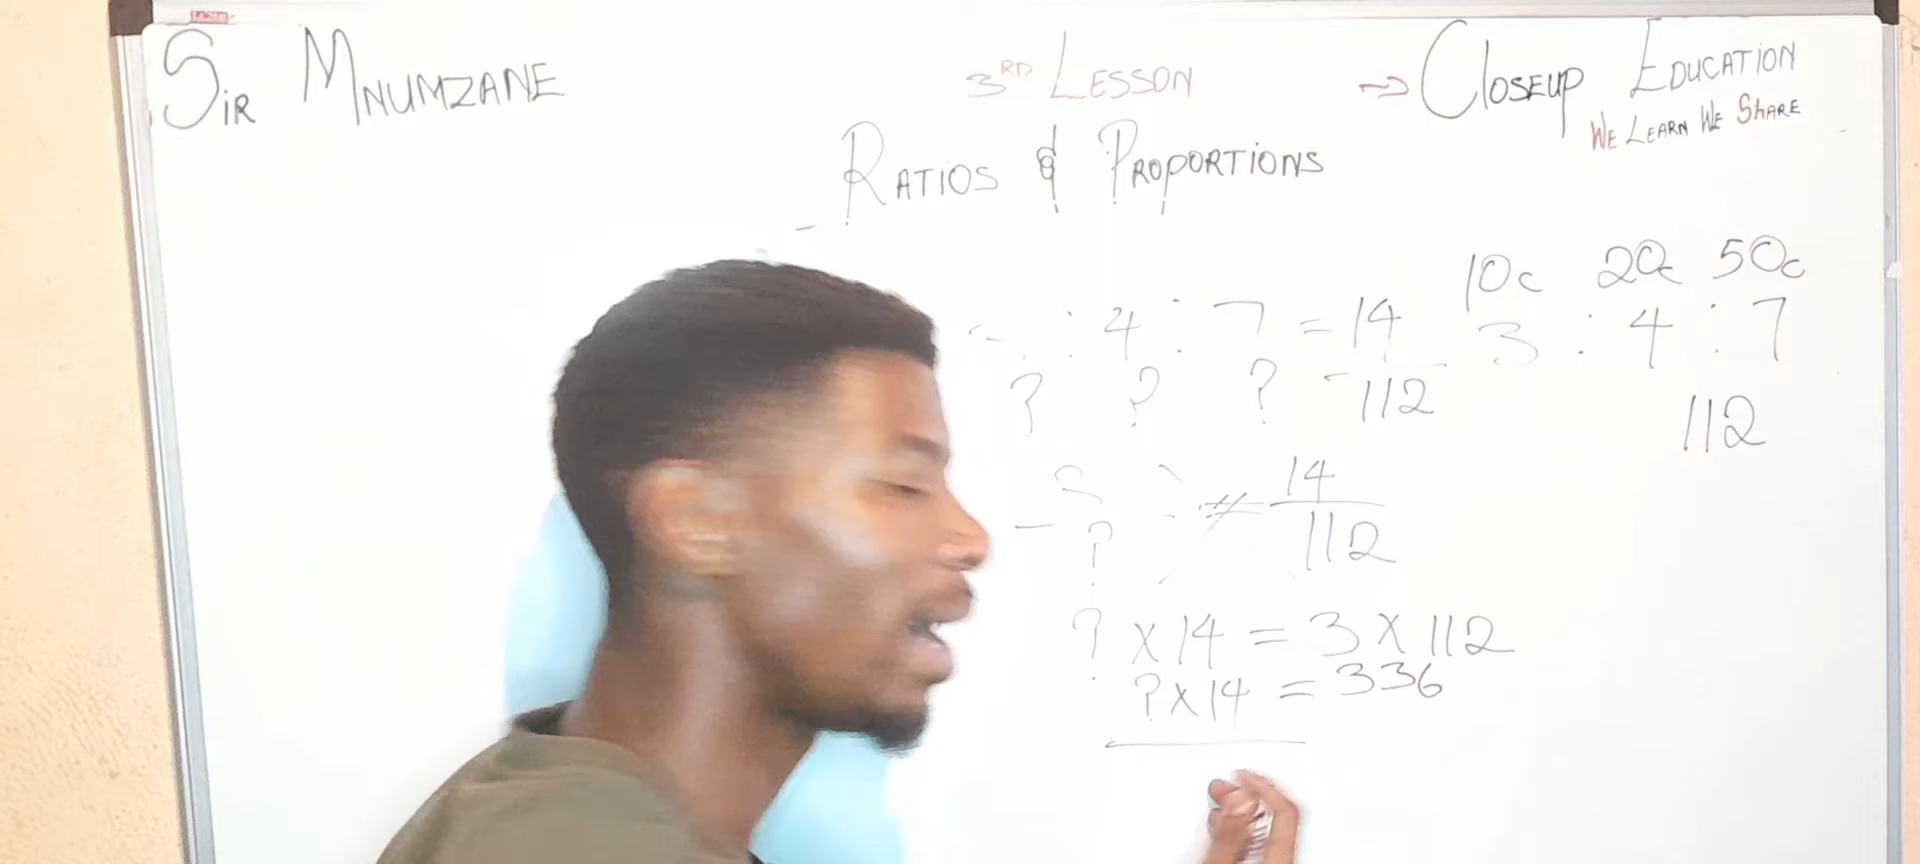 SIR MNUMZANE
3RD LESSON
→ CLOSEUP EDUCATION
WE LEARN WE SHARE
RATIOS & PROPORTIONS
10c 20c 50c
: 4 : 7 = 14
3 : 4 : 7
? ? ? 112
112
3 14
? 112
? x 14 = 3 x 112
? x 14 = 336